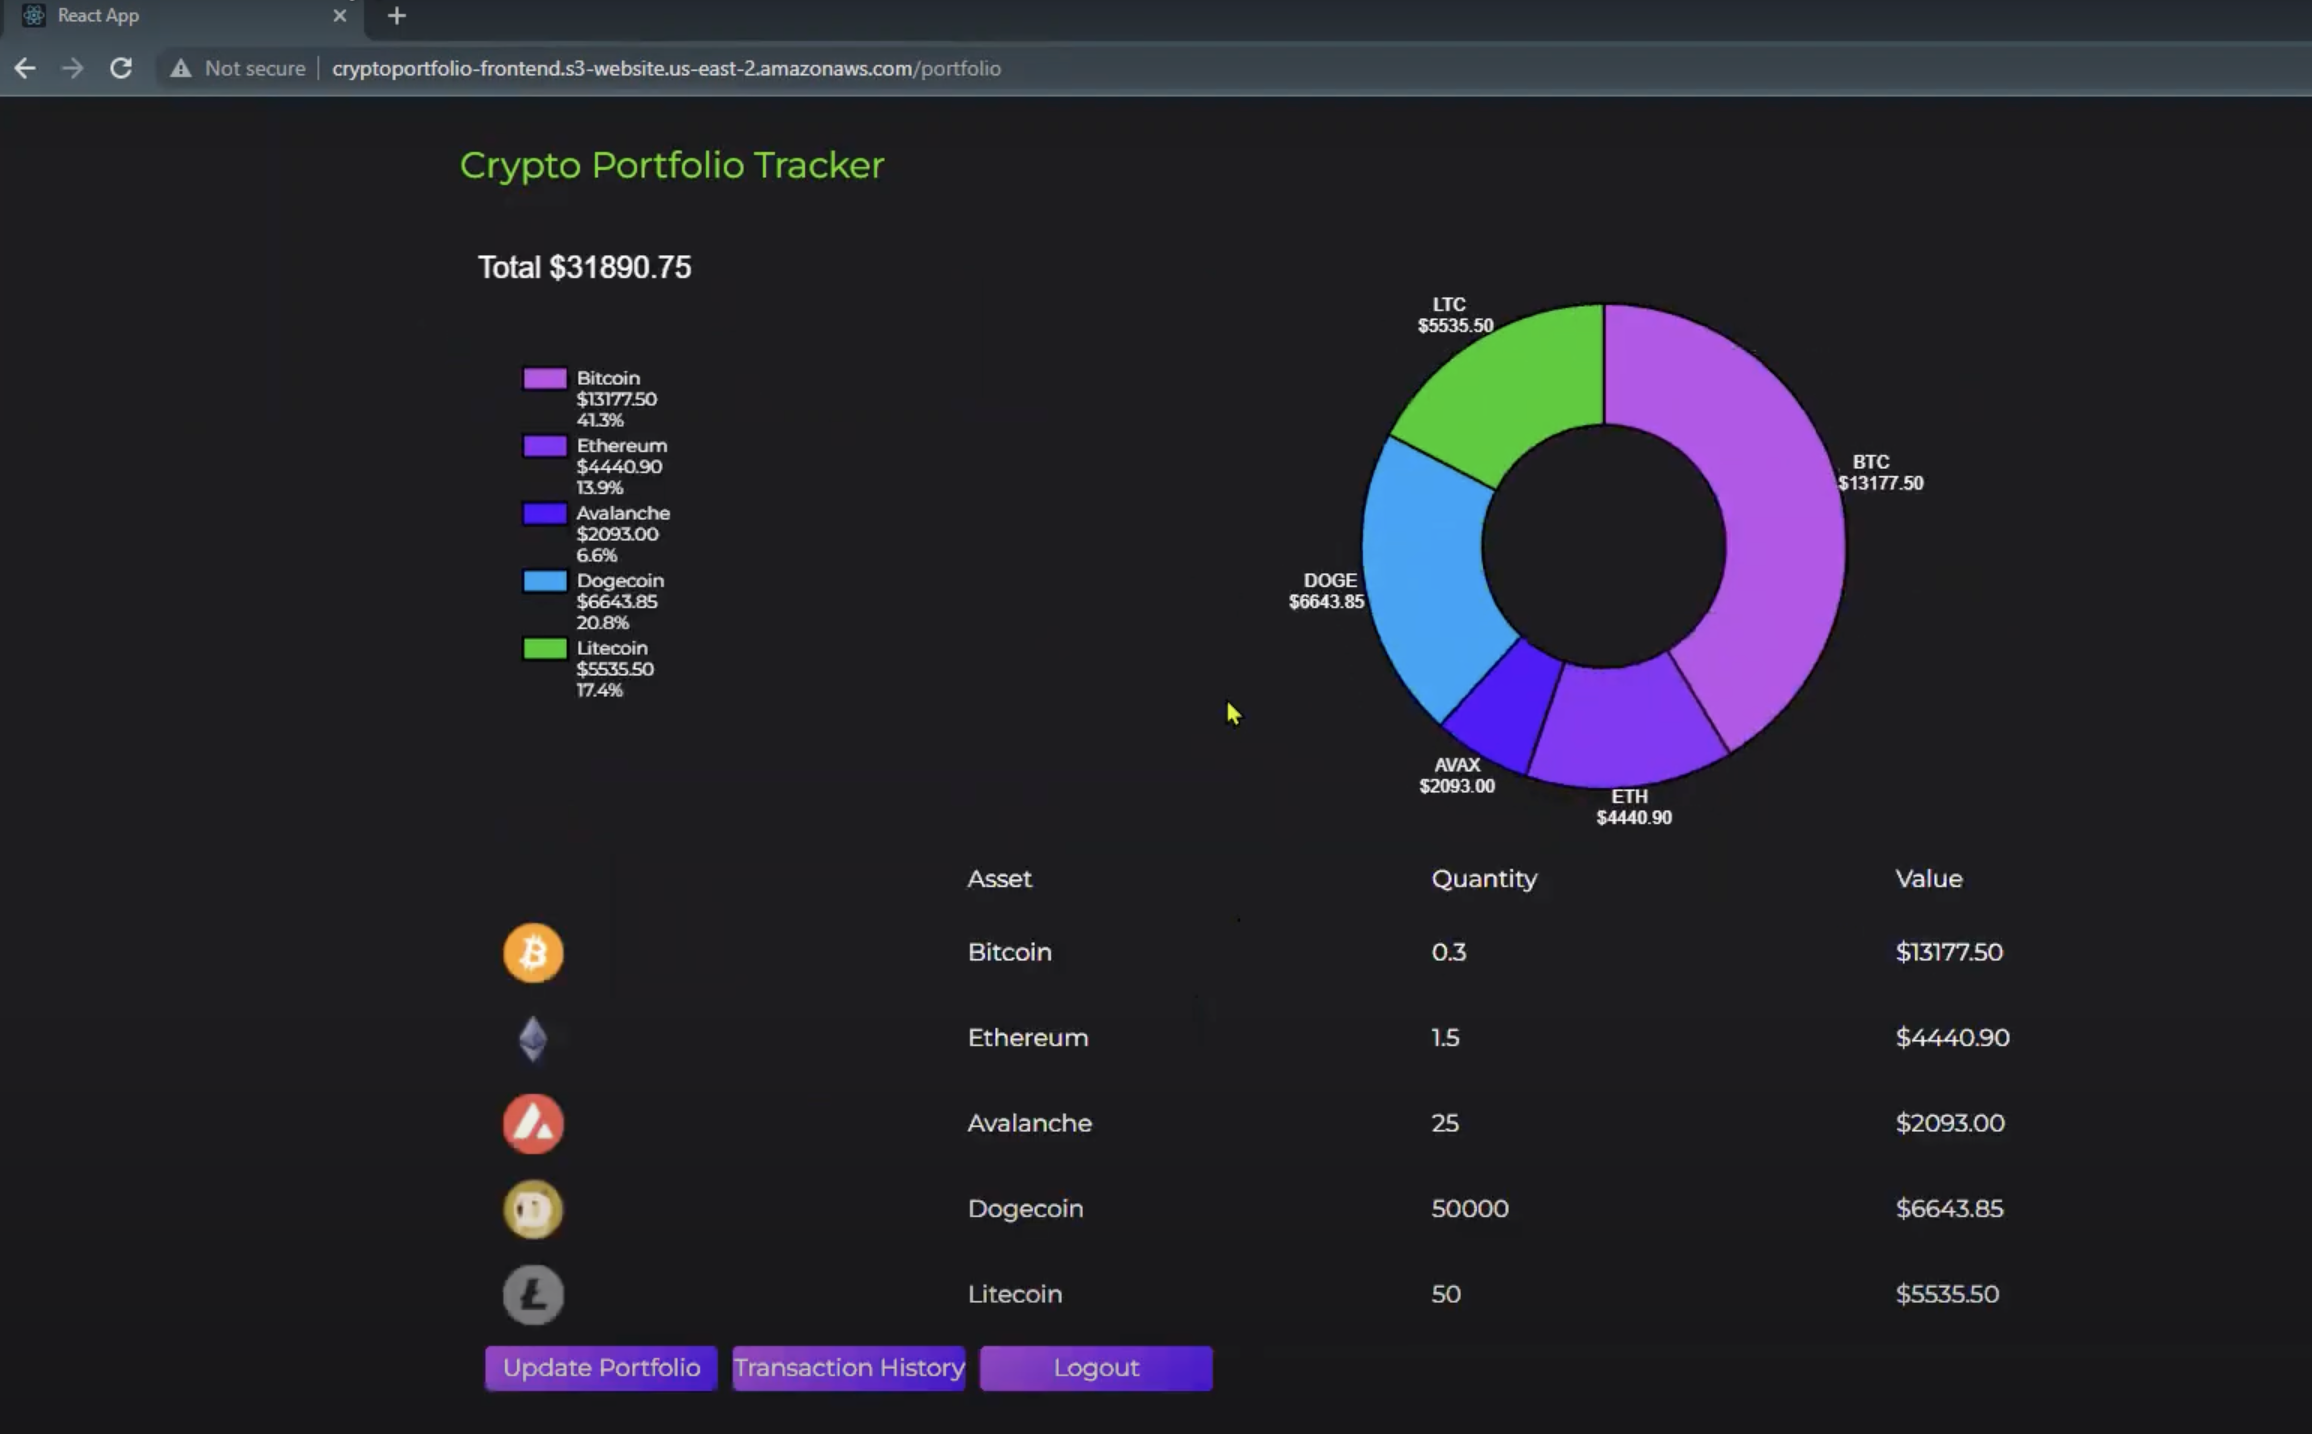 React App
Not secure cryptoportfolio-frontend.s3-website.us-east-2.amazonaws.com/portfolio
Crypto Portfolio Tracker
Total $31890.75
Bitcoin
$13177.50
41.3%
Ethereum
$4440.90
13.9%
Avalanche
$2093.00
6.6%
Dogecoin
$6643.85
20.8%
Litecoin
$5535.50
17.4%
LTC
$5535.50
BTC
$13177.50
DOGE
$6643.85
AVAX
$2093.00
ETH
$4440.90
Asset Quantity Value
Bitcoin 0.3 $13177.50
Ethereum 1.5 $4440.90
Avalanche 25 $2093.00
Dogecoin 50000 $6643.85
Litecoin 50 $5535.50
Update Portfolio Transaction History Logout